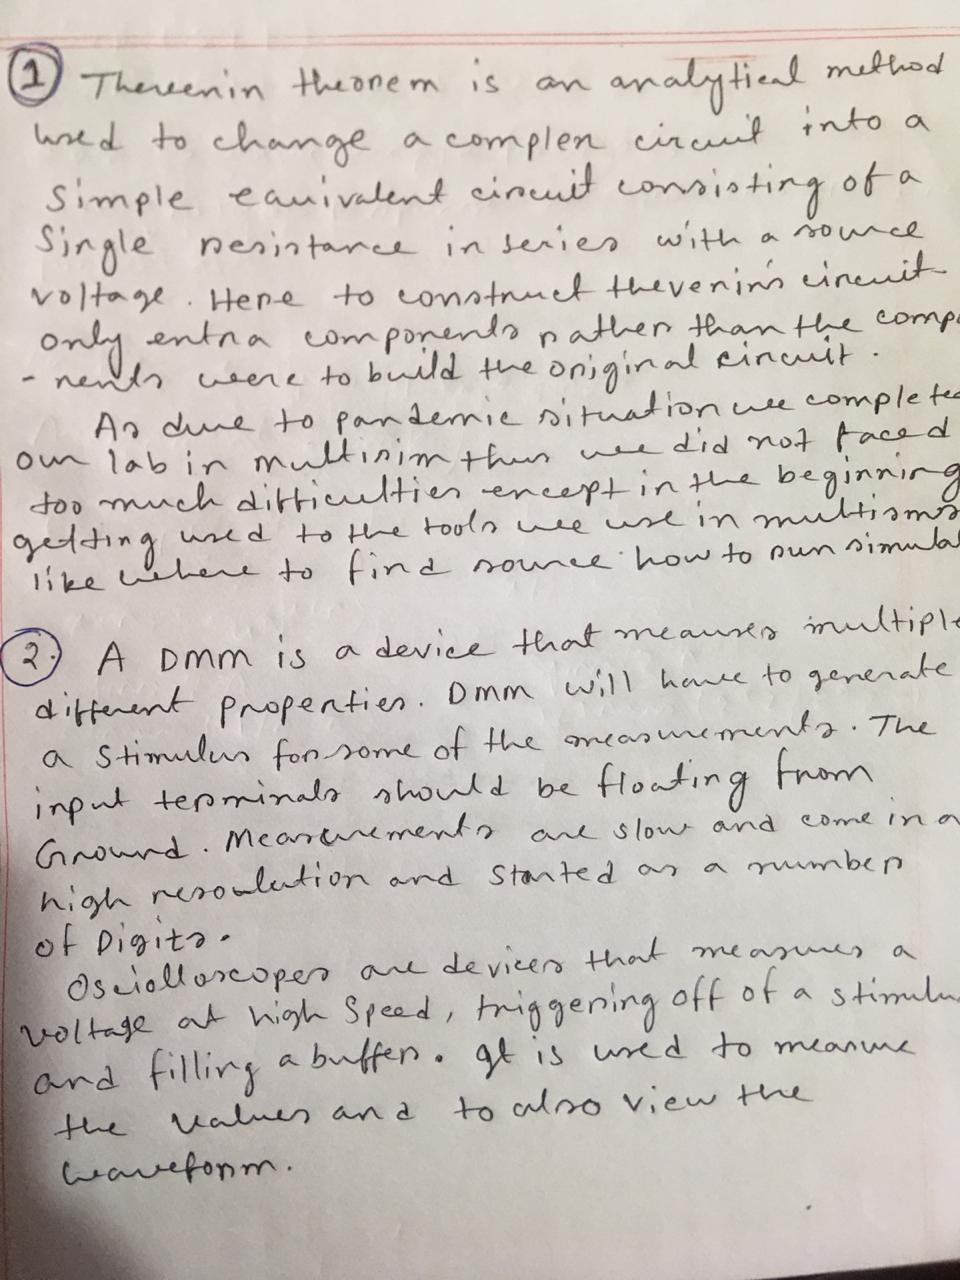 1 Thevenin theorem is an analytical method
used to change a complex circuit into a
simple equivalent circuit consisting of a
single resistance in series with a source
voltage. Here to construct thevenin's circuit
only extra components rather than the comp
- nents were to build the original circuit.
As due to pandemic situation we complete
our lab in multisim thus we did not faced
too much difficulties except in the beginning
getting used to the tools we use in multisms
like where to find source how to run simula
2. A DMM is a device that meaures multiple
different properties. DMM will have to generate
a stimulus for some of the measurements. The
input terminals should be floating from
Ground. Measurements are slow and come in a
high resoulution and started as a number
of Digits.
Osciolloscopes are devices that measures a
voltage at high speed, triggering off of a stimulu
and filling a buffer. It is used to measure
the values and to also view the
waveform.